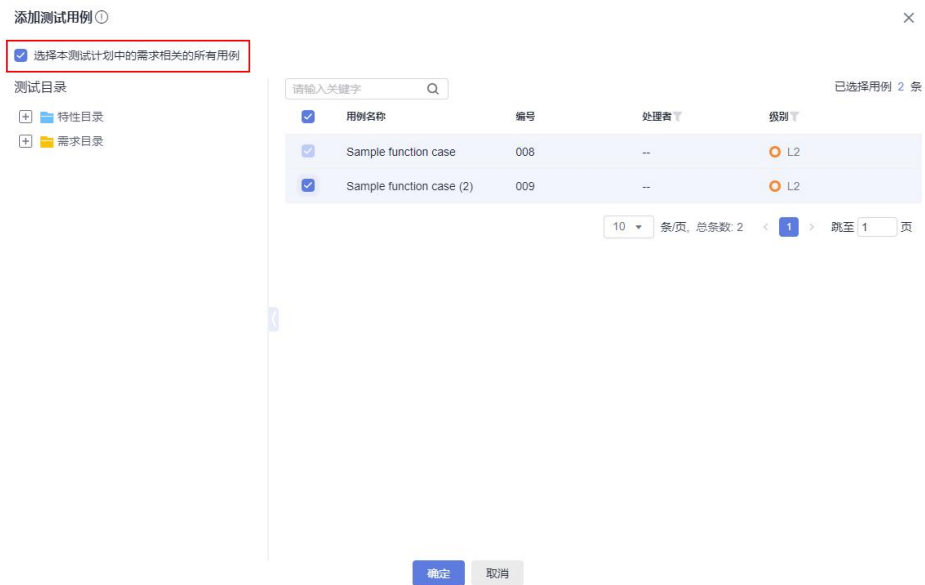 添加测试用例
选择本测试计划中的需求相关的所有用例
测试目录
特性目录
需求目录
请输入关键字
已选择用例 2 条
用例名称 编号 处理者 级别
Sample function case 008 -- L2
Sample function case (2) 009 -- L2
10 条/页, 总条数: 2 < 1 > 跳至 1 页
确定 取消